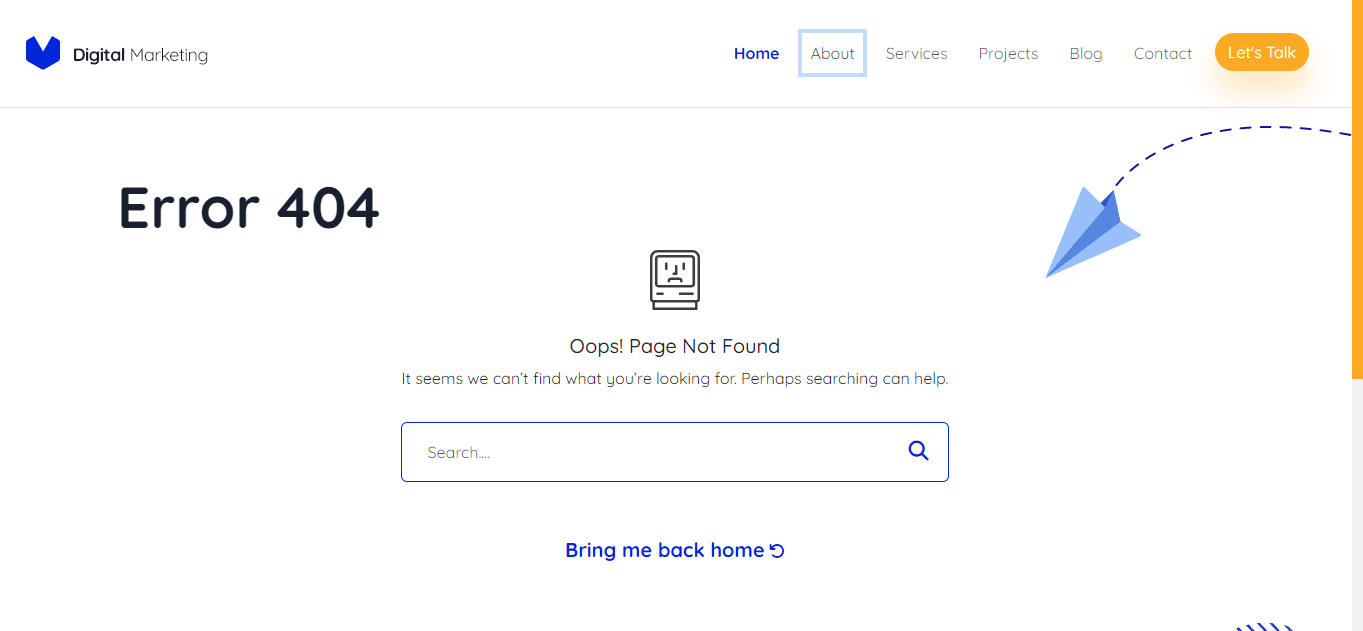 Digital Marketing
Home About Services Projects Blog Contact Let's Talk
Error 404
Oops! Page Not Found
It seems we can’t find what you’re looking for. Perhaps searching can help.
Search....
Bring me back home